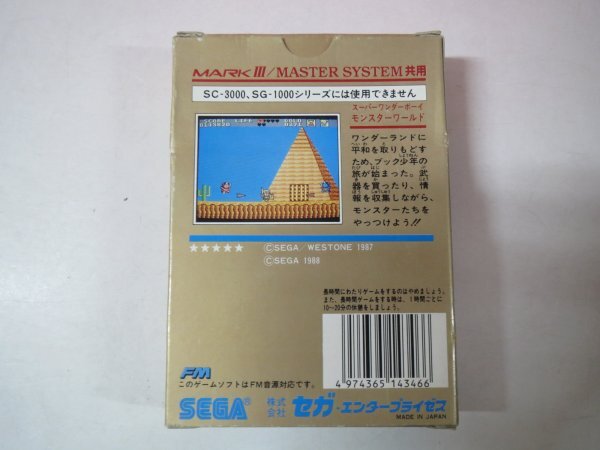 MARK III/MASTER SYSTEM 共用
SC-3000、SG-1000シリーズには使用できません
スーパーワンダーボーイ
モンスターワールド
ワンダーランドに
平和を取りもどす
ため、ブック少年の
旅が始まった。武
器を買ったり、情
報を収集しながら、
モンスターたちを
やっつけよう!!
SCORE LIFE GOLD
★★★★★
©SEGA/WESTONE 1987
©SEGA 1988
長時間にわたりゲームをするのはやめましょう。
また、長時間ゲームをする時は、1時間ごとに
10〜20分の休憩をしましょう。
4 974365 143466
FM
このゲームソフトはFM音源対応です。
SEGA® 株式会社 セガ・エンタープライゼス
MADE IN JAPAN